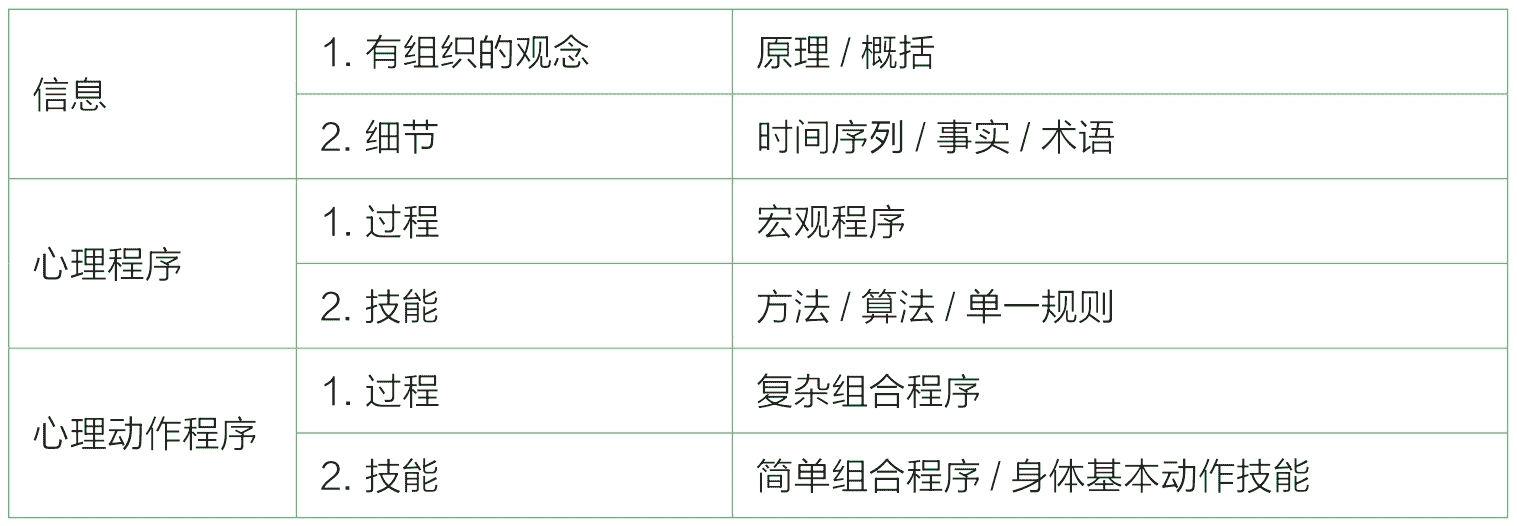 信息
1. 有组织的观念
原理 / 概括
2. 细节
时间序列 / 事实 / 术语
心理程序
1. 过程
宏观程序
2. 技能
方法 / 算法 / 单一规则
心理动作程序
1. 过程
复杂组合程序
2. 技能
简单组合程序 / 身体基本动作技能